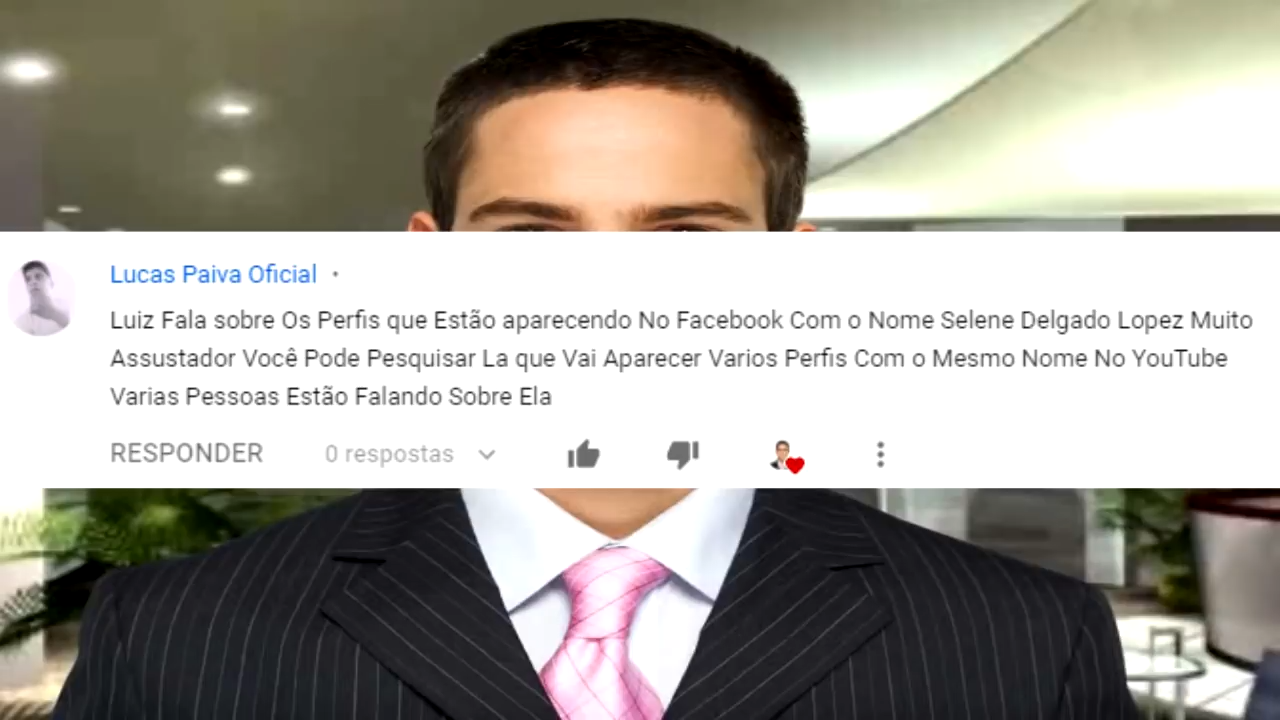 Lucas Paiva Oficial •
Luiz Fala sobre Os Perfis que Estão aparecendo No Facebook Com o Nome Selene Delgado Lopez Muito
Assustador Você Pode Pesquisar La que Vai Aparecer Varios Perfis Com o Mesmo Nome No YouTube
Varias Pessoas Estão Falando Sobre Ela
RESPONDER 0 respostas